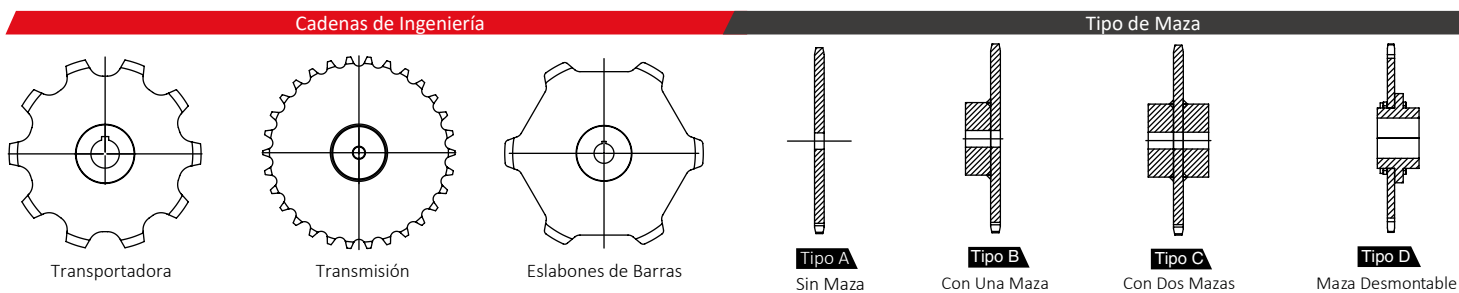 Cadenas de Ingeniería
Tipo de Maza
Transportadora
Transmisión
Eslabones de Barras
Tipo A
Sin Maza
Tipo B
Con Una Maza
Tipo C
Con Dos Mazas
Tipo D
Maza Desmontable